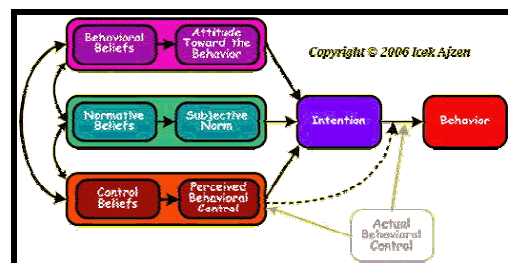 Behavioral
Beliefs
Attitude
Toward the
Behavior
Copyright © 2006 Icek Ajzen
Normative
Beliefs
Subjective
Norm
Intention
Behavior
Control
Beliefs
Perceived
Behavioral
Control
Actual
Behavioral
Control